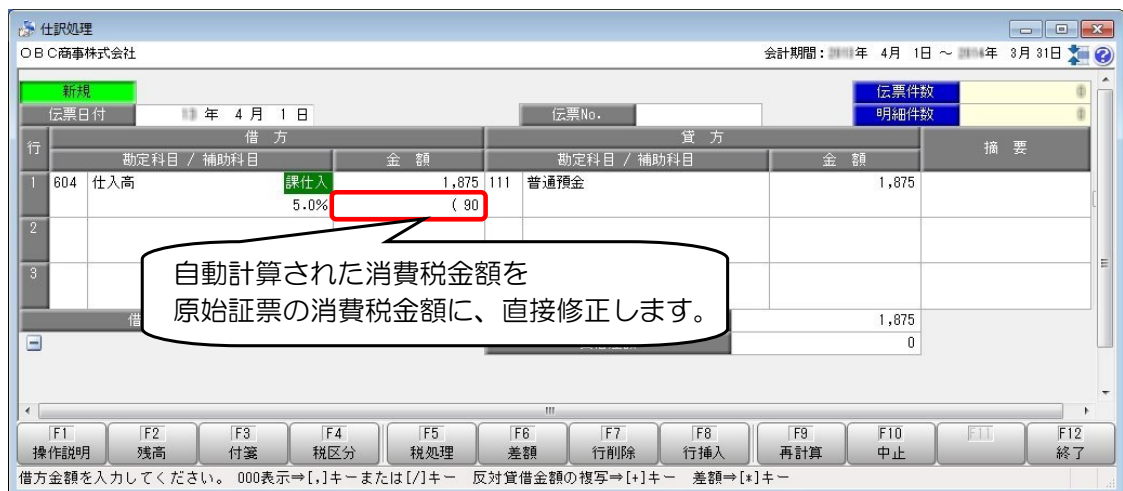 仕訳処理
OBC商事株式会社
会計期間: 年 4月 1日 ~ 年 3月31日
新規
伝票件数
伝票日付 年 4月 1日
伝票No.
明細件数
行 借方 貸方 摘要
勘定科目 / 補助科目 金額 勘定科目 / 補助科目 金額
1 604 仕入高 課仕入 1,875 111 普通預金 1,875
5.0% ( 90
2
3
自動計算された消費税金額を
原始証票の消費税金額に、直接修正します。
借
1,875
0
F1 F2 F3 F4 F5 F6 F7 F8 F9 F10 F11 F12
操作説明 残高 付箋 税区分 税処理 差額 行削除 行挿入 再計算 中止 終了
借方金額を入力してください。 000表示⇒[,]キーまたは[/]キー 反対貸借金額の複写⇒[+]キー 差額⇒[*]キー